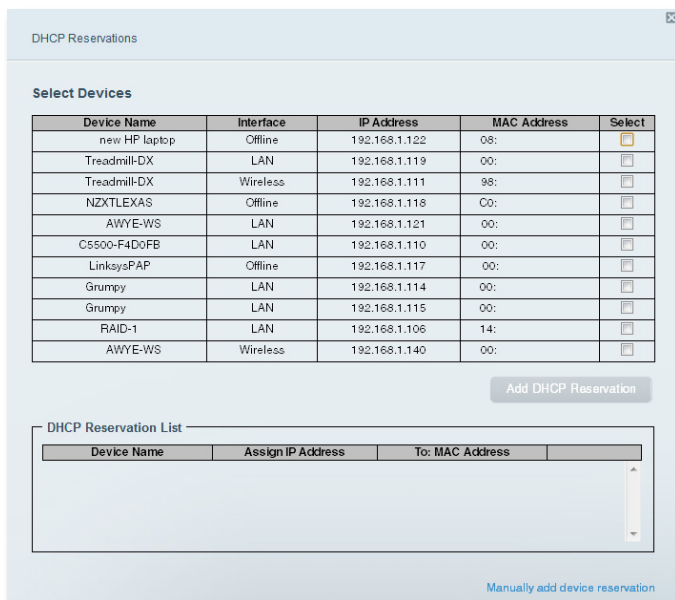 DHCP Reservations
Select Devices
Device Name Interface IP Address MAC Address Select
new HP laptop Offline 192.168.1.122 08:
Treadmill-DX LAN 192.168.1.119 00:
Treadmill-DX Wireless 192.168.1.111 98:
NZXTLEXAS Offline 192.168.1.118 C0:
AWYE-WS LAN 192.168.1.121 00:
C5500-F4D0FB LAN 192.168.1.110 00:
LinksysPAP Offline 192.168.1.117 00:
Grumpy LAN 192.168.1.114 00:
Grumpy LAN 192.168.1.115 00:
RAID-1 LAN 192.168.1.106 14:
AWYE-WS Wireless 192.168.1.140 00:
Add DHCP Reservation
DHCP Reservation List
Device Name Assign IP Address To: MAC Address
Manually add device reservation